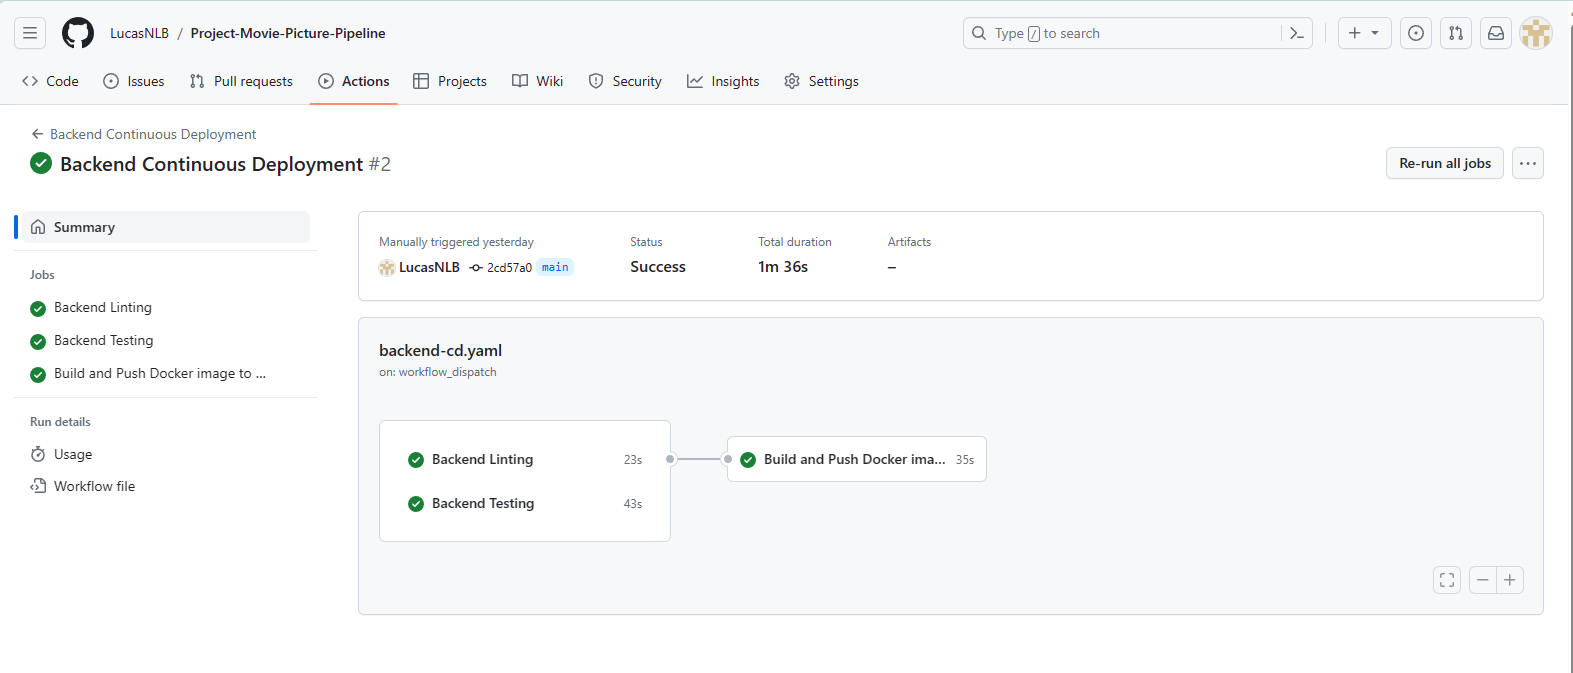 LucasNLB / Project-Movie-Picture-Pipeline
Type / to search
Code Issues Pull requests Actions Projects Wiki Security Insights Settings
Backend Continuous Deployment
Backend Continuous Deployment #2
Re-run all jobs
Summary
Jobs
Backend Linting
Backend Testing
Build and Push Docker image to ...
Run details
Usage
Workflow file
Manually triggered yesterday Status Total duration Artifacts
LucasNLB 2cd57a0 main Success 1m 36s –
backend-cd.yaml
on: workflow_dispatch
Backend Linting 23s
Backend Testing 43s
Build and Push Docker ima... 35s